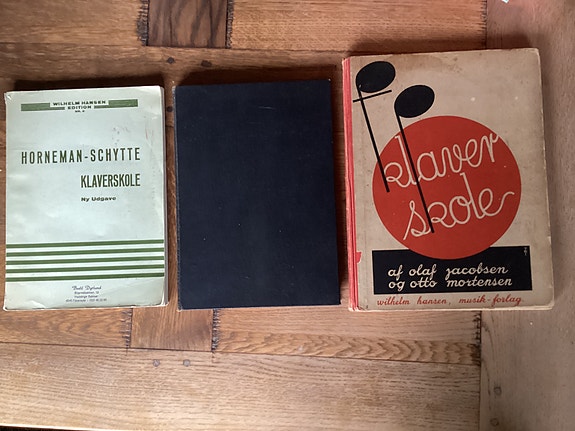 WILHELM HANSEN
EDITION
HORNEMAN-SCHYTTE
KLAVERSKOLE
Ny Udgave
klaver
skole
af olaf jacobsen
og otto mortensen
wilhelm hansen, musik-forlag